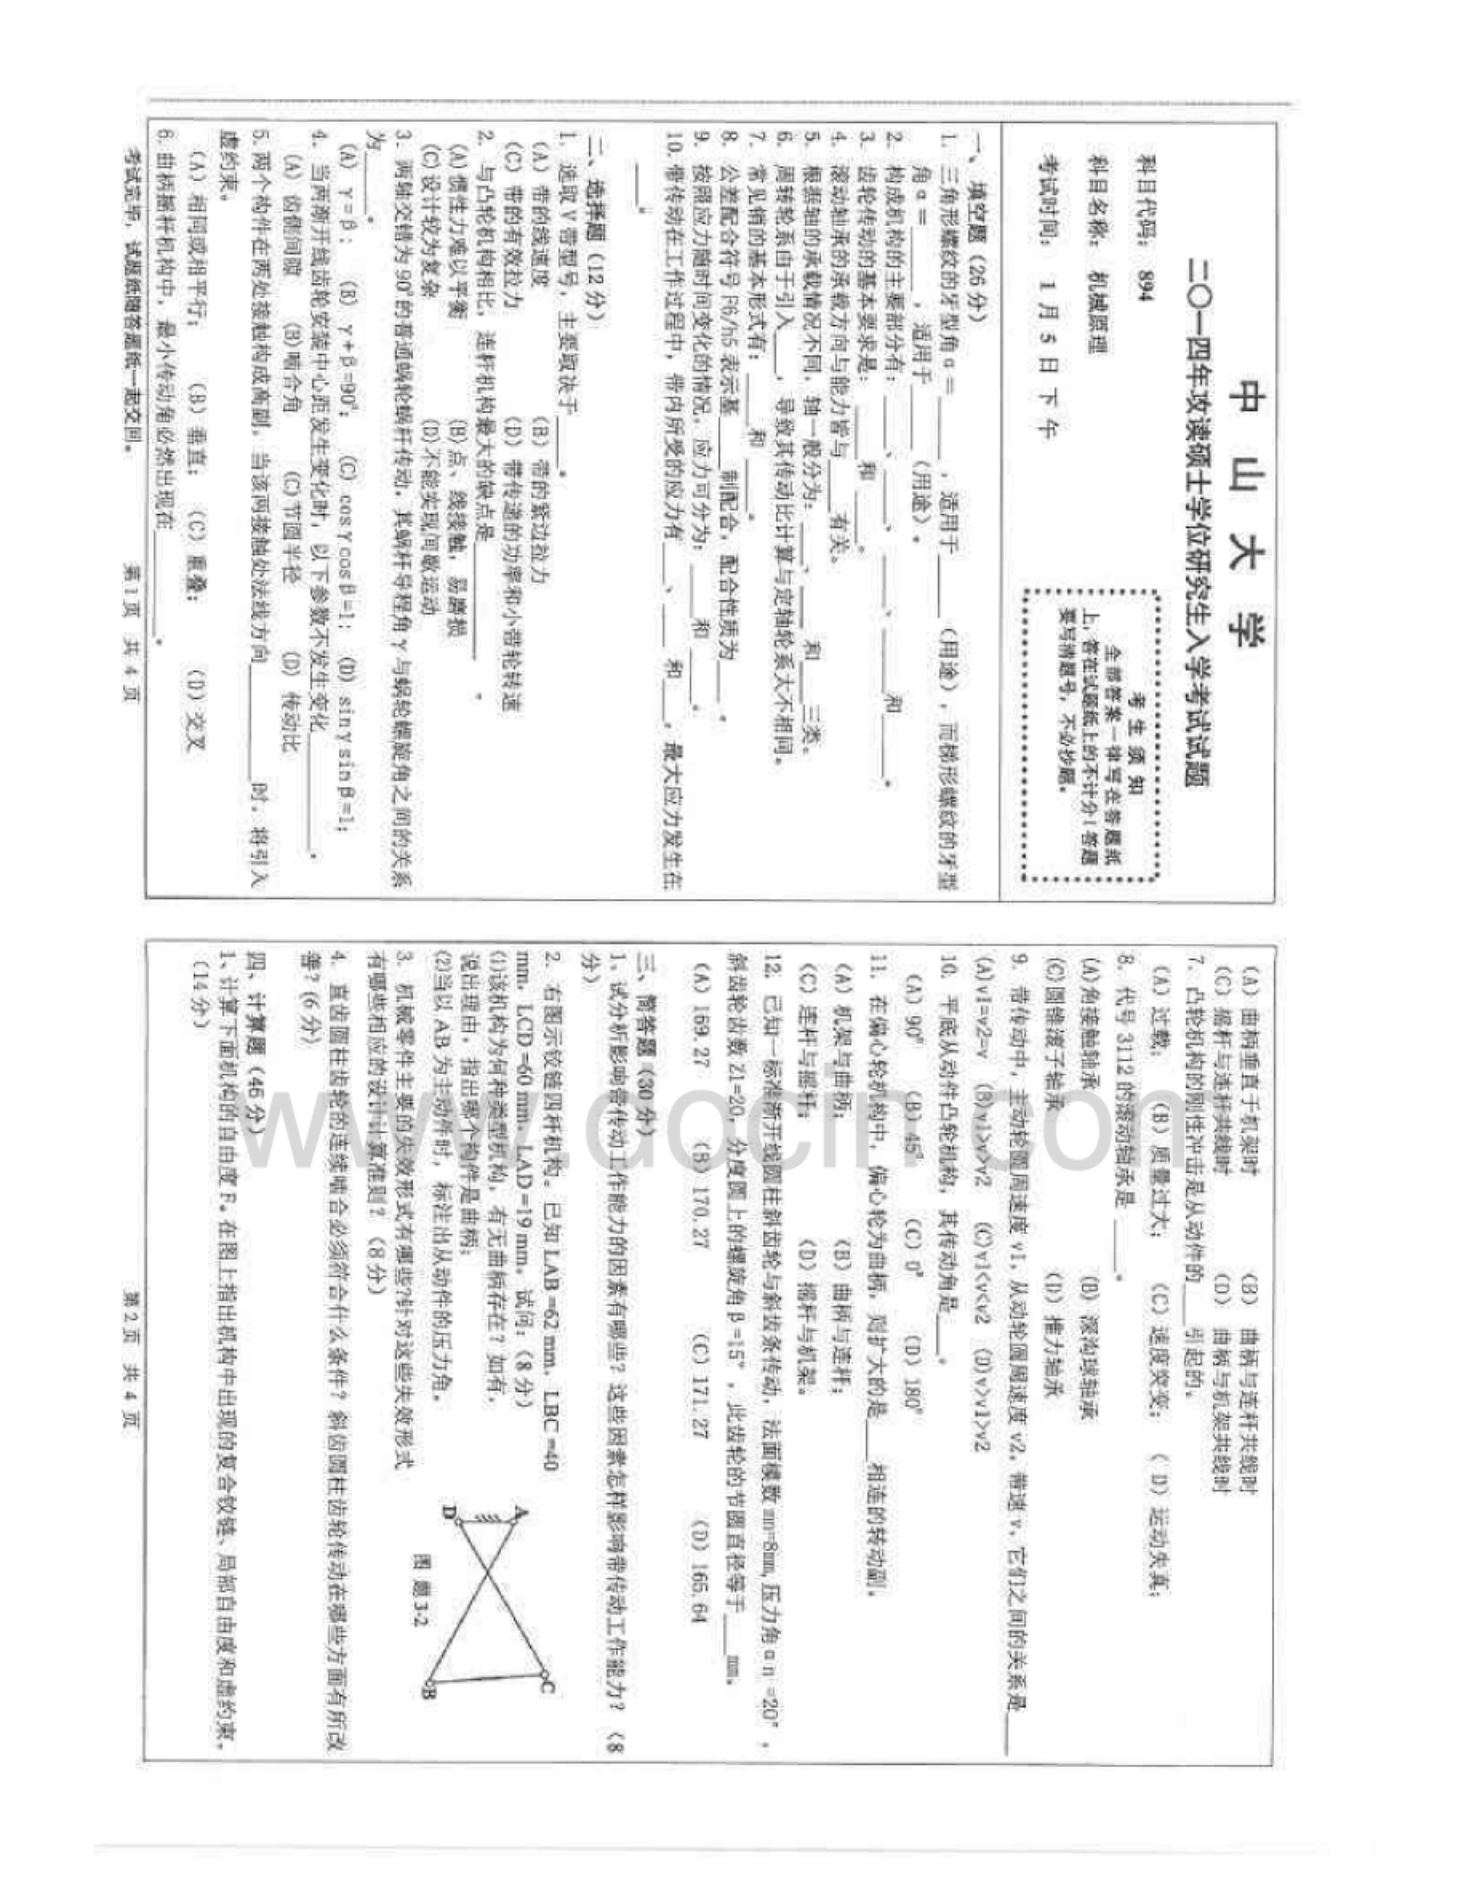 中 山 大 学
二〇一四年攻读硕士学位研究生入学考试试题
科目代码： 894
科目名称： 机械原理
考试时间： 1 月 5 日 下 午
考 生 须 知
全部答案一律写在答题纸
上，答在试题纸上的不计分！答题
要写清题号，不必抄题。
一、填空题（26 分）
1. 三角形螺纹的牙型角 α =______，适用于______（用途），而梯形螺纹的牙型
角 α =______，适用于______（用途）。
2. 构成机构的主要部分有：____、____、____、____和____。
3. 齿轮传动的基本要求是：____和____。
4. 滚动轴承的承载方向与能力皆与____有关。
5. 根据轴的承载情况不同，轴一般分为：____、____和____三类。
6. 周转轮系由于引入____，导致其传动比计算与定轴轮系大不相同。
7. 常见销的基本形式有：____和____。
8. 公差配合符号 F6/h5 表示基____制配合，配合性质为____。
9. 按照应力随时间变化的情况，应力可分为：____和____。
10. 带传动在工作过程中，带内所受的应力有____、____和____，最大应力发生在
____。
二、选择题（12 分）
1. 选取 V 带型号，主要取决于____。
（A）带的线速度 （B）带的紧边拉力
（C）带的有效拉力 （D）带传递的功率和小带轮转速
2. 与凸轮机构相比，连杆机构最大的缺点是__________。
(A)惯性力难以平衡 (B)点、线接触，易磨损
(C)设计较为复杂 (D)不能实现间歇运动
3. 两轴交错为 90°的普通蜗轮蜗杆传动，其蜗杆导程角 γ 与蜗轮螺旋角之间的关系
为____。
(A) γ=β； (B) γ+β=90°； (C) cosγcosβ=1； (D) sinγsinβ=1；
4. 当两渐开线齿轮安装中心距发生变化时，以下参数不发生变化__________。
(A) 齿侧间隙 (B)啮合角 (C)节圆半径 (D) 传动比
5. 两个构件在两处接触构成高副，当该两接触处法线方向__________时，将引入
虚约束。
（A）相同或相平行； （B）垂直； （C）重叠； （D）交叉
6. 曲柄摇杆机构中，最小传动角必然出现在__________。
考试完毕，试题纸随答题纸一起交回。 第 1 页 共 4 页
（A）曲柄垂直于机架时 （B）曲柄与连杆共线时
（C）摇杆与连杆共线时 （D）曲柄与机架共线时
7. 凸轮机构的刚性冲击是从动件的____引起的。
（A）过载； （B）质量过大； （C）速度突变； （D）运动失真；
8. 代号 3112 的滚动轴承是 ____。
(A)角接触轴承 (B) 深沟球轴承
(C)圆锥滚子轴承 (D) 推力轴承
9. 带传动中，主动轮圆周速度 v1，从动轮圆周速度 v2，带速 v，它们之间的关系是____
(A)v1=v2=v (B)v1>v>v2 (C)v1<v<v2 (D)v>v1>v2
10. 平底从动件凸轮机构，其传动角是____。
（A）90° （B）45° （C）0° （D）180°
11. 在偏心轮机构中，偏心轮为曲柄，则扩大的是____相连的转动副。
（A）机架与曲柄； （B）曲柄与连杆；
（C）连杆与摇杆； （D）摇杆与机架。
12. 已知一标准渐开线圆柱斜齿轮与斜齿条传动，法面模数 mn=8mm,压力角αn =20°，
斜齿轮齿数 Z1=20，分度圆上的螺旋角 β=15°，此齿轮的节圆直径等于____mm。
（A）169.27 （B）170.27 （C）171.27 （D）165.64
三、简答题（30 分）
1、试分析影响带传动工作能力的因素有哪些？这些因素怎样影响带传动工作能力？（8
分）
2. 右图示铰链四杆机构。已知 LAB =62 mm，LBC =40
mm，LCD=60 mm，LAD=19 mm。试问：（8 分）
(1)该机构为何种类型机构，有无曲柄存在？如有，
说出理由，指出哪个构件是曲柄；
(2)当以 AB 为主动件时，标注出从动件的压力角。
A
B
C
D
图 题 3-2
3. 机械零件主要的失效形式有哪些?针对这些失效形式
有哪些相应的设计计算准则？（8 分）
4. 直齿圆柱齿轮的连续啮合必须符合什么条件？斜齿圆柱齿轮传动在哪些方面有所改
善？(6 分)
四、计算题（46 分）
1、计算下面机构的自由度 F。在图上指出机构中出现的复合铰链、局部自由度和虚约束。
（14 分）
第 2 页 共 4 页
www.docin.com